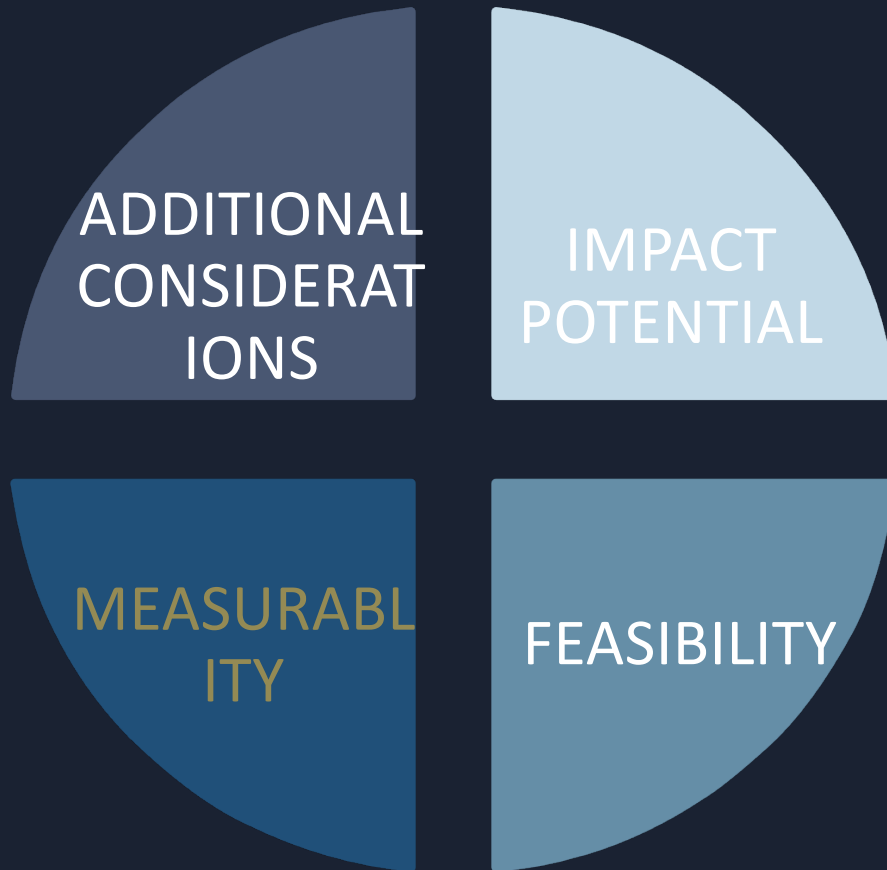 ADDITIONAL
CONSIDERAT
IONS
IMPACT
POTENTIAL
MEASURABL
ITY
FEASIBILITY